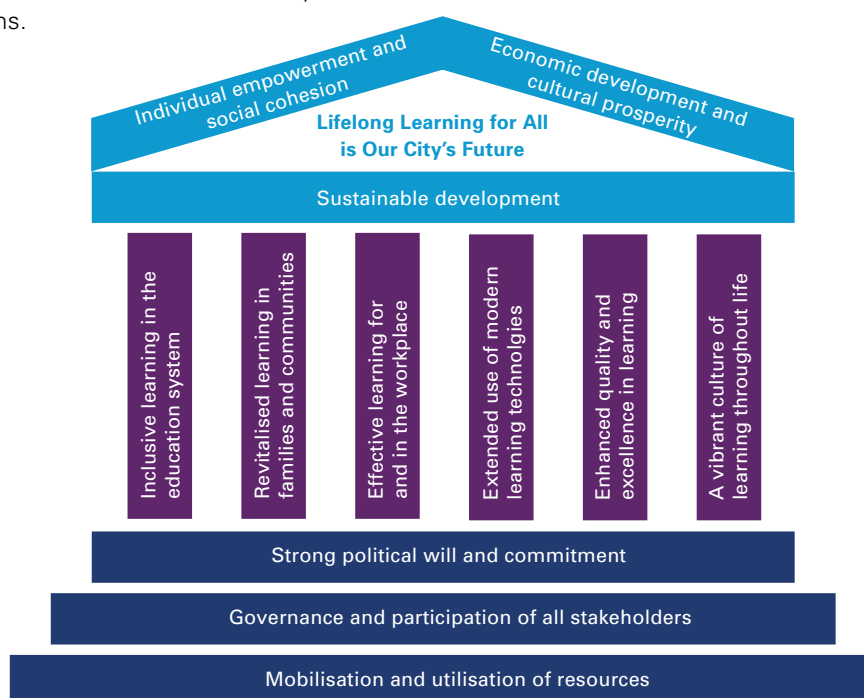 ns.
Individual empowerment and
social cohesion
Economic development and
cultural prosperity
Lifelong Learning for All
is Our City's Future
Sustainable development
Inclusive learning in the
education system
Revitalised learning in
families and communities
Effective learning for
and in the workplace
Extended use of modern
learning technolgies
Enhanced quality and
excellence in learning
A vibrant culture of
learning throughout life
Strong political will and commitment
Governance and participation of all stakeholders
Mobilisation and utilisation of resources